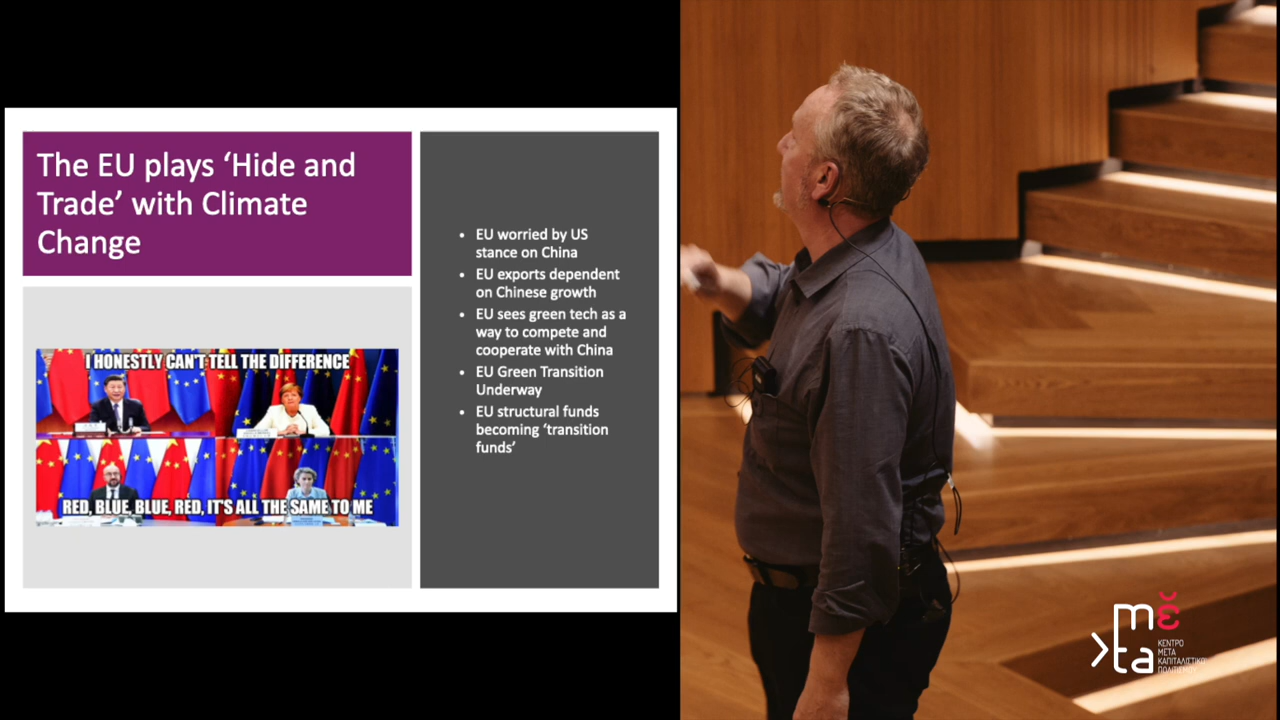 The EU plays ‘Hide and
Trade’ with Climate
Change
I HONESTLY CAN'T TELL THE DIFFERENCE
RED, BLUE, BLUE, RED, IT'S ALL THE SAME TO ME
• EU worried by US
stance on China
• EU exports dependent
on Chinese growth
• EU sees green tech as a
way to compete and
cooperate with China
• EU Green Transition
Underway
• EU structural funds
becoming ‘transition
funds’
mέta
ΚΕΝΤΡΟ
ΜΕΤΑ
ΚΑΠΙΤΑΛΙΣΤΙΚΟΥ
ΠΟΛΙΤΙΣΜΟΥ